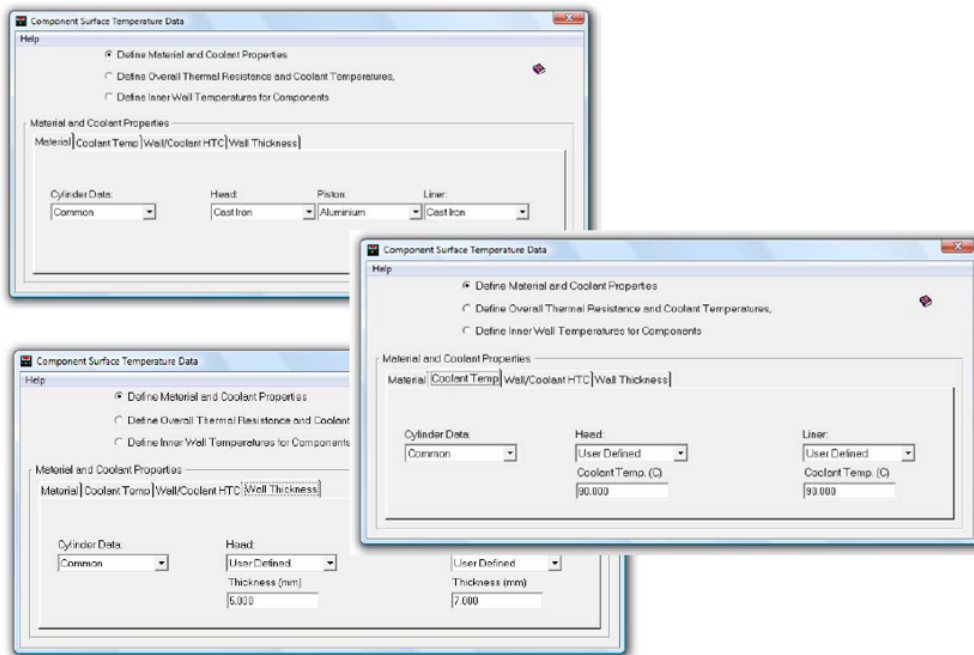 Component Surface Temperature Data
Help
Define Material and Coolant Properties
Define Overall Thermal Resistance and Coolant Temperatures,
Define Inner Wall Temperatures for Components
Material and Coolant Properties
Material Coolant Temp Wall/Coolant HTC Wall Thickness
Cylinder Data: Head: Piston: Liner:
Common Cast Iron Aluminium Cast Iron
Component Surface Temperature Data
Help
Define Material and Coolant Properties
Define Overall Thermal Resistance and Coolant Temperatures,
Define Inner Wall Temperatures for Components
Material and Coolant Properties
Material Coolant Temp Wall/Coolant HTC Wall Thickness
Cylinder Data: Head: Liner:
Common User Defined User Defined
Coolant Temp. (C) Coolant Temp. (C)
90.000 90.000
Component Surface Temperature Data
Help
Define Material and Coolant Properties
Define Overall Thermal Resistance and Coolant
Define Inner Wall Temperatures for Components
Material and Coolant Properties
Material Coolant Temp Wall/Coolant HTC Wall Thickness
Cylinder Data: Head:
Common User Defined User Defined
Thickness (mm) Thickness (mm)
5.000 7.000